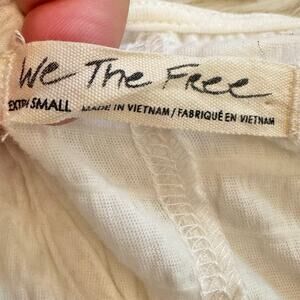 We The Free
EXTRA SMALL MADE IN VIETNAM / FABRIQUÉ EN VIETNAM